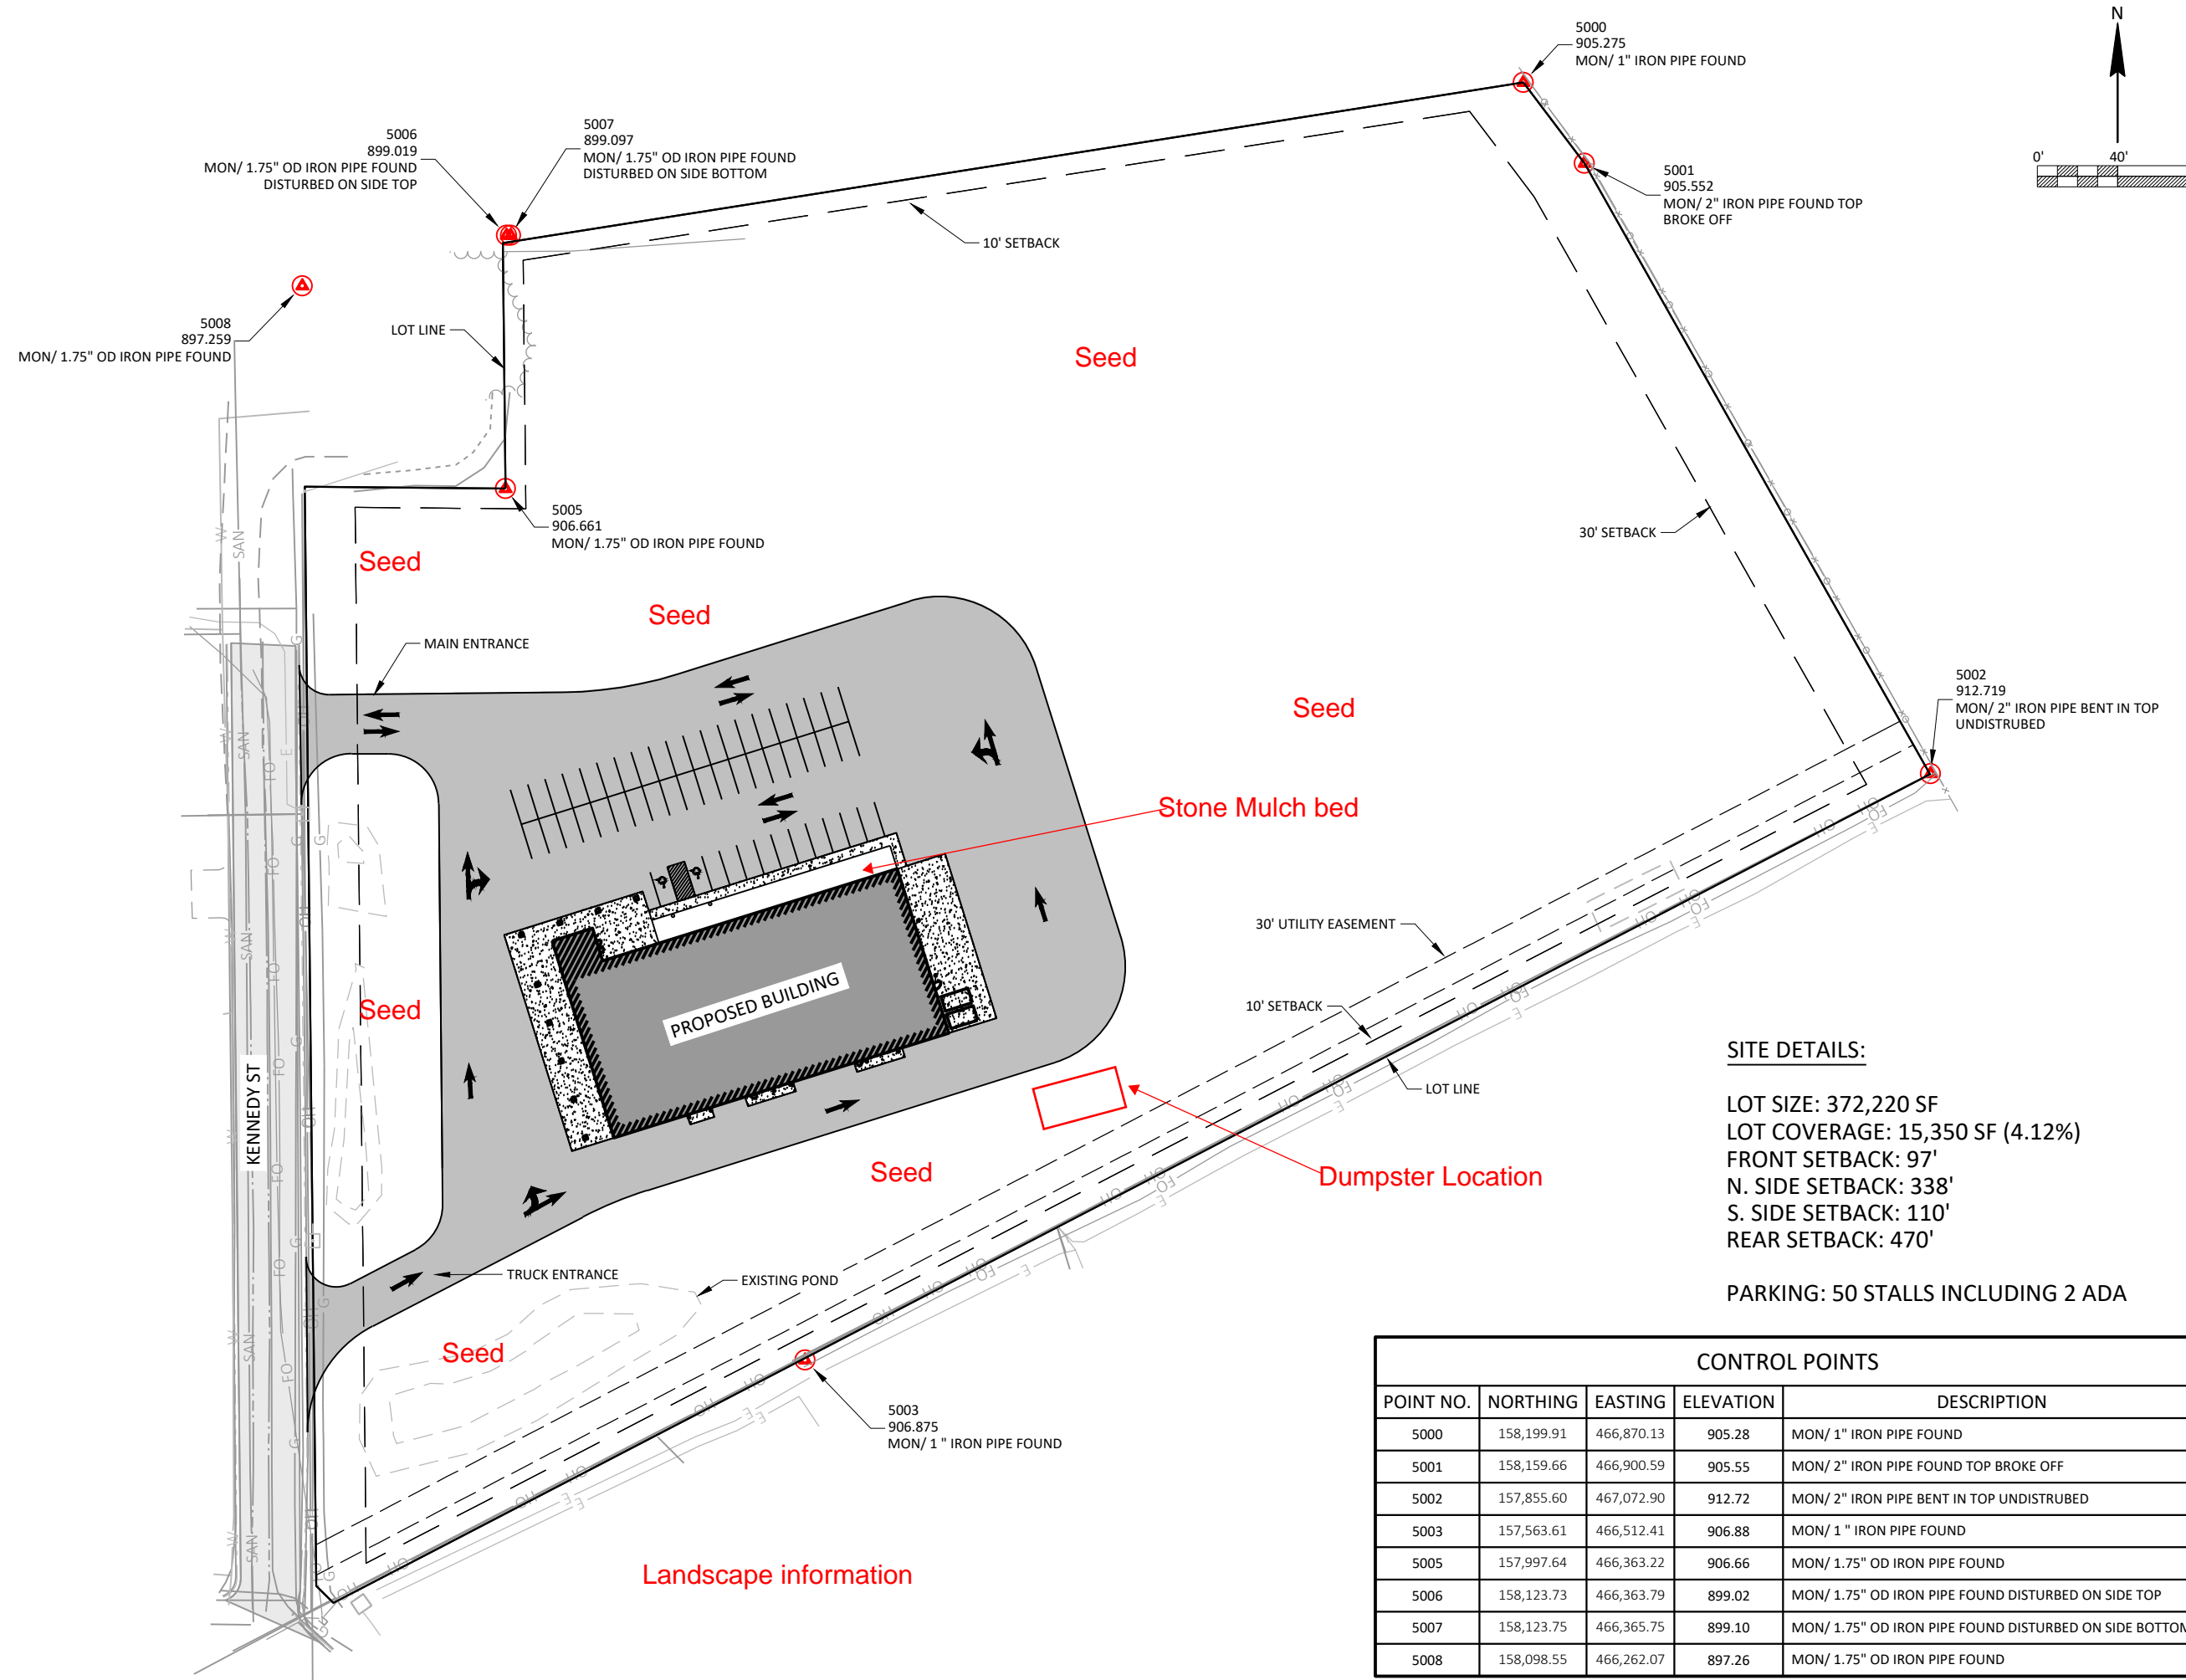 N
0'
40'
5000
905.275
MON/ 1" IRON PIPE FOUND
5006
899.019
MON/ 1.75" OD IRON PIPE FOUND
DISTURBED ON SIDE TOP
5007
899.097
MON/ 1.75" OD IRON PIPE FOUND
DISTURBED ON SIDE BOTTOM
5001
905.552
MON/ 2" IRON PIPE FOUND TOP
BROKE OFF
10' SETBACK
5008
897.259
MON/ 1.75" OD IRON PIPE FOUND
LOT LINE
Seed
5005
906.661
MON/ 1.75" OD IRON PIPE FOUND
30' SETBACK
Seed
Seed
MAIN ENTRANCE
Seed
5002
912.719
MON/ 2" IRON PIPE BENT IN TOP
UNDISTRUBED
Stone Mulch bed
30' UTILITY EASEMENT
PROPOSED BUILDING
Seed
10' SETBACK
LOT LINE
KENNEDY ST
Seed
Dumpster Location
TRUCK ENTRANCE
EXISTING POND
Seed
5003
906.875
MON/ 1 " IRON PIPE FOUND
Landscape information
SITE DETAILS:
LOT SIZE: 372,220 SF
LOT COVERAGE: 15,350 SF (4.12%)
FRONT SETBACK: 97'
N. SIDE SETBACK: 338'
S. SIDE SETBACK: 110'
REAR SETBACK: 470'
PARKING: 50 STALLS INCLUDING 2 ADA
CONTROL POINTS
POINT NO. NORTHING EASTING ELEVATION DESCRIPTION
5000 158,199.91 466,870.13 905.28 MON/ 1" IRON PIPE FOUND
5001 158,159.66 466,900.59 905.55 MON/ 2" IRON PIPE FOUND TOP BROKE OFF
5002 157,855.60 467,072.90 912.72 MON/ 2" IRON PIPE BENT IN TOP UNDISTRUBED
5003 157,563.61 466,512.41 906.88 MON/ 1 " IRON PIPE FOUND
5005 157,997.64 466,363.22 906.66 MON/ 1.75" OD IRON PIPE FOUND
5006 158,123.73 466,363.79 899.02 MON/ 1.75" OD IRON PIPE FOUND DISTURBED ON SIDE TOP
5007 158,123.75 466,365.75 899.10 MON/ 1.75" OD IRON PIPE FOUND DISTURBED ON SIDE BOTTOM
5008 158,098.55 466,262.07 897.26 MON/ 1.75" OD IRON PIPE FOUND